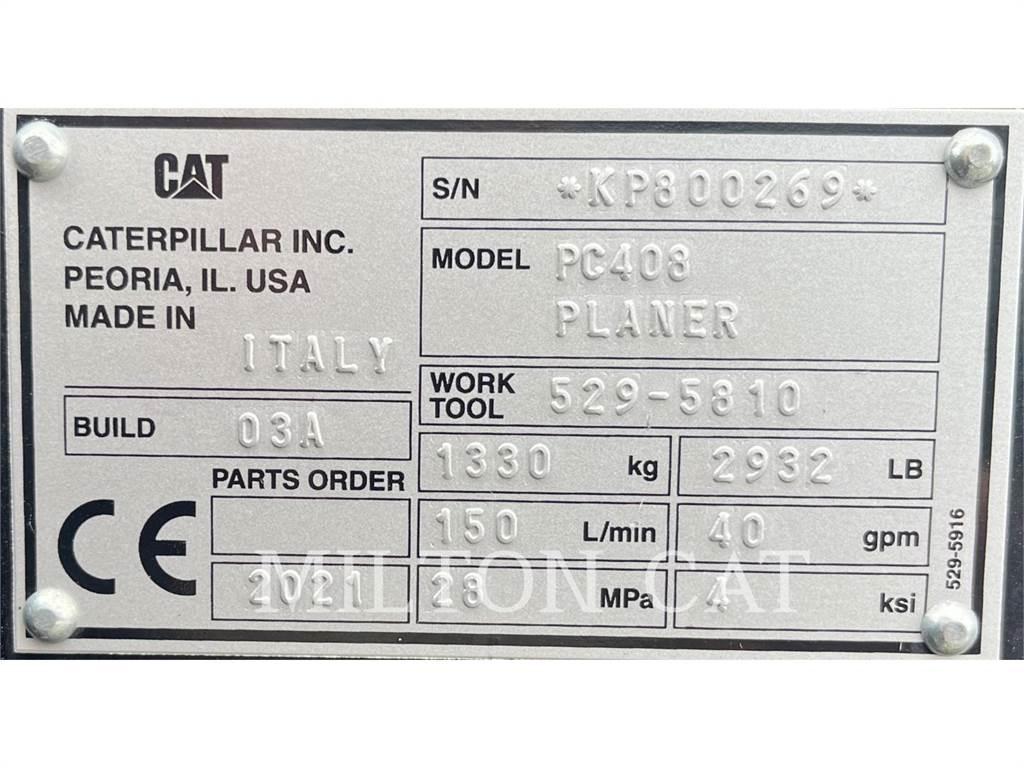 CAT
CATERPILLAR INC.
PEORIA, IL. USA
MADE IN
ITALY
BUILD 03A
PARTS ORDER
CE
2021
S/N *KP800269*
MODEL PC408
PLANER
WORK
TOOL 529-5810
1330 kg 2932 LB
150 L/min 40 gpm
28 MPa 4 ksi
529-5916
MILTON CAT